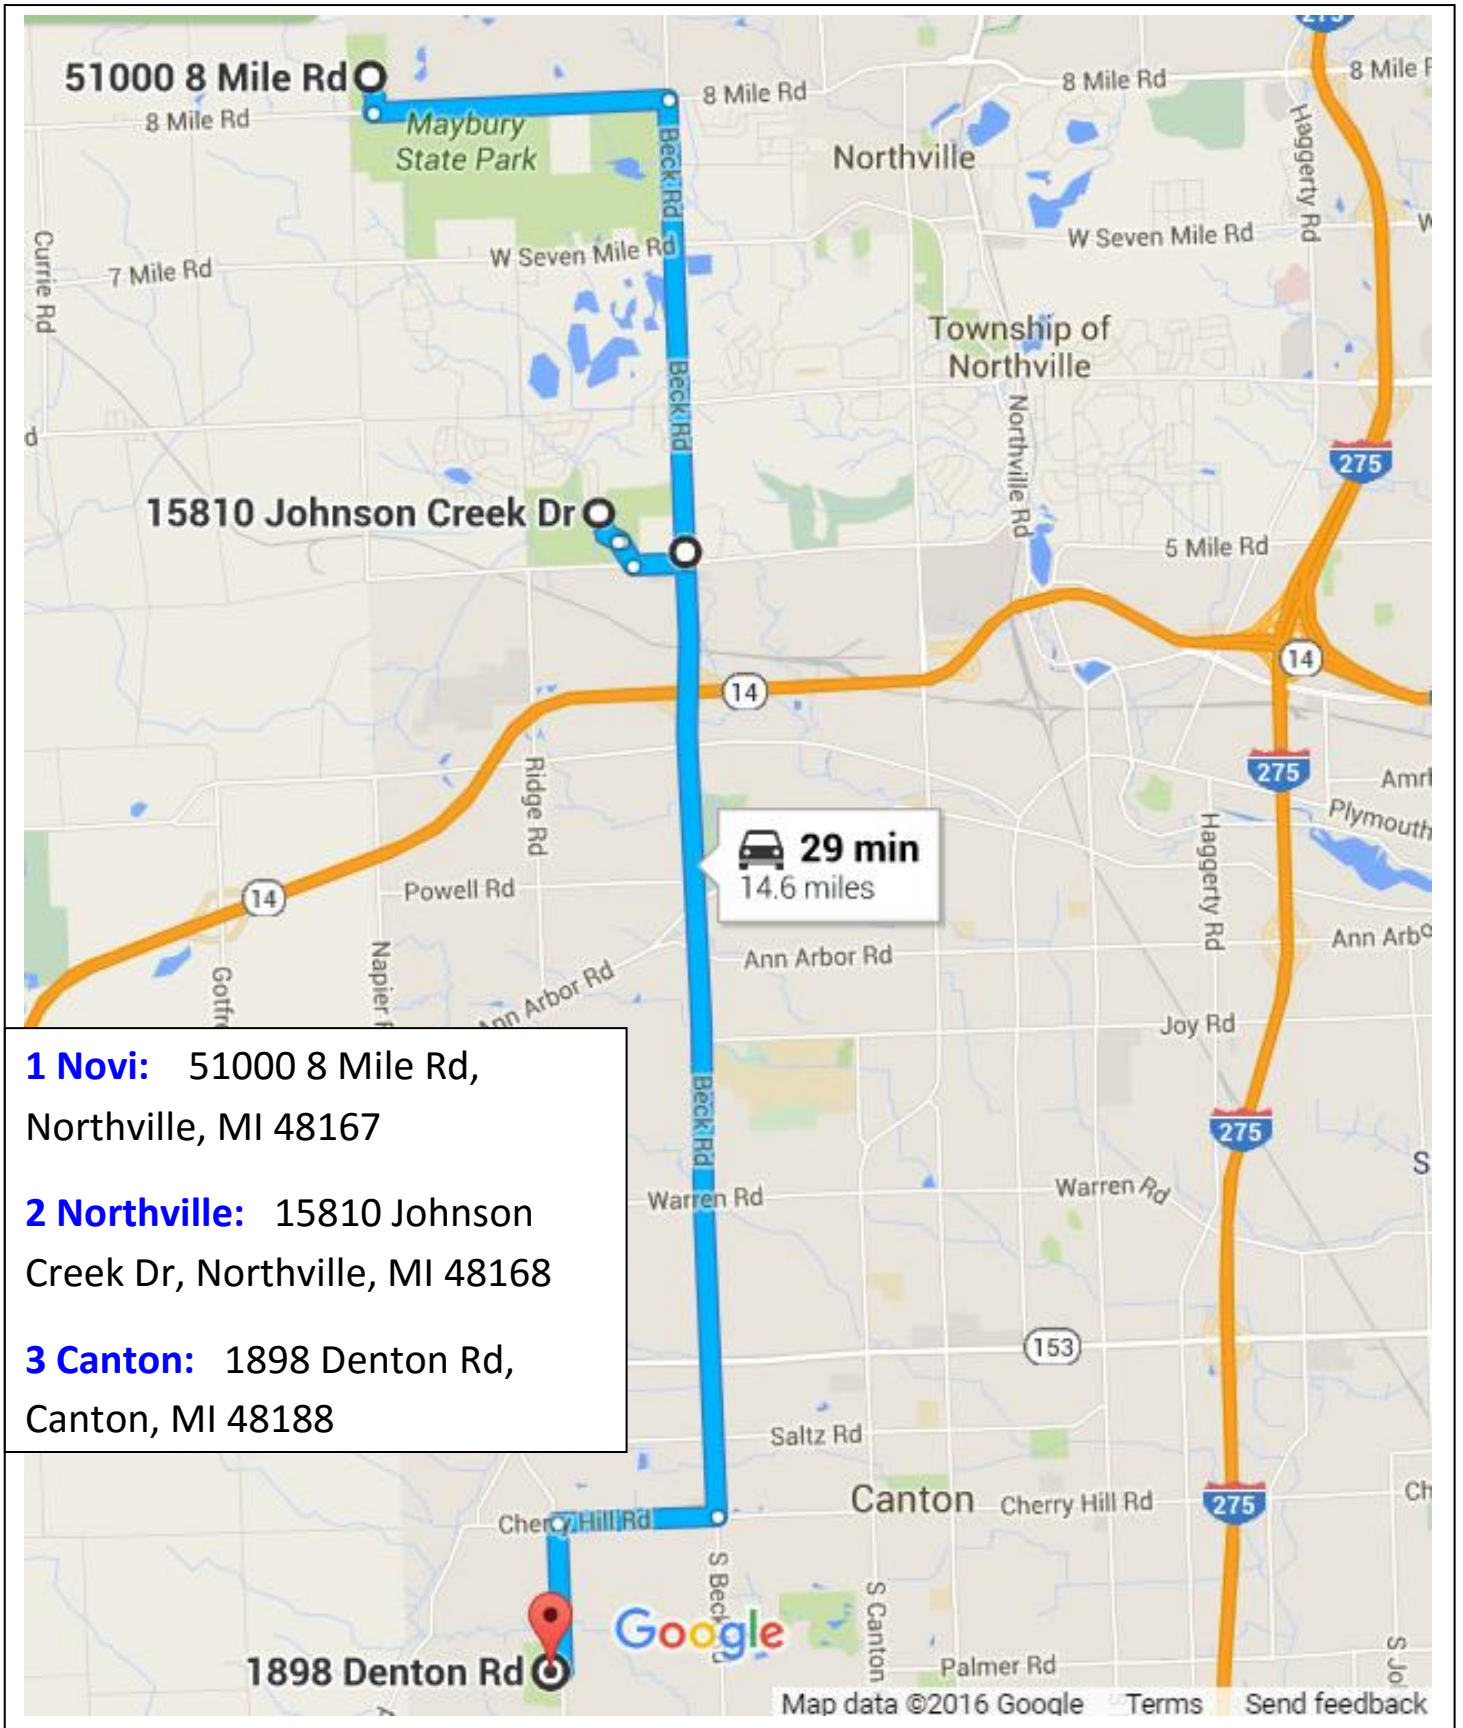 275
51000 8 Mile Rd
8 Mile Rd
8 Mile Rd
8 Mile Rd
8 Mile
Maybury
State Park
Beck Rd
Northville
Haggerty Rd
Currie Rd
W Seven Mile Rd
W Seven Mile Rd
W
7 Mile Rd
Township of
Northville
Beck Rd
Northville Rd
d
275
15810 Johnson Creek Dr
5 Mile Rd
14
14
275
Ridge Rd
Amrh
Plymouth
Haggerty Rd
29 min
14.6 miles
Powell Rd
14
Ann Arbor Rd
Ann Arbo
Napier R
Gotfre
Ann Arbor Rd
Joy Rd
1 Novi: 51000 8 Mile Rd,
Northville, MI 48167
Beck Rd
275
S
2 Northville: 15810 Johnson
Creek Dr, Northville, MI 48168
Warren Rd
Warren Rd
3 Canton: 1898 Denton Rd,
Canton, MI 48188
153
Saltz Rd
Canton
Cherry Hill Rd
275
Ch
Cherry Hill Rd
S Beck
S Canton
Google
1898 Denton Rd
Palmer Rd
S Jo
Map data ©2016 Google Terms Send feedback